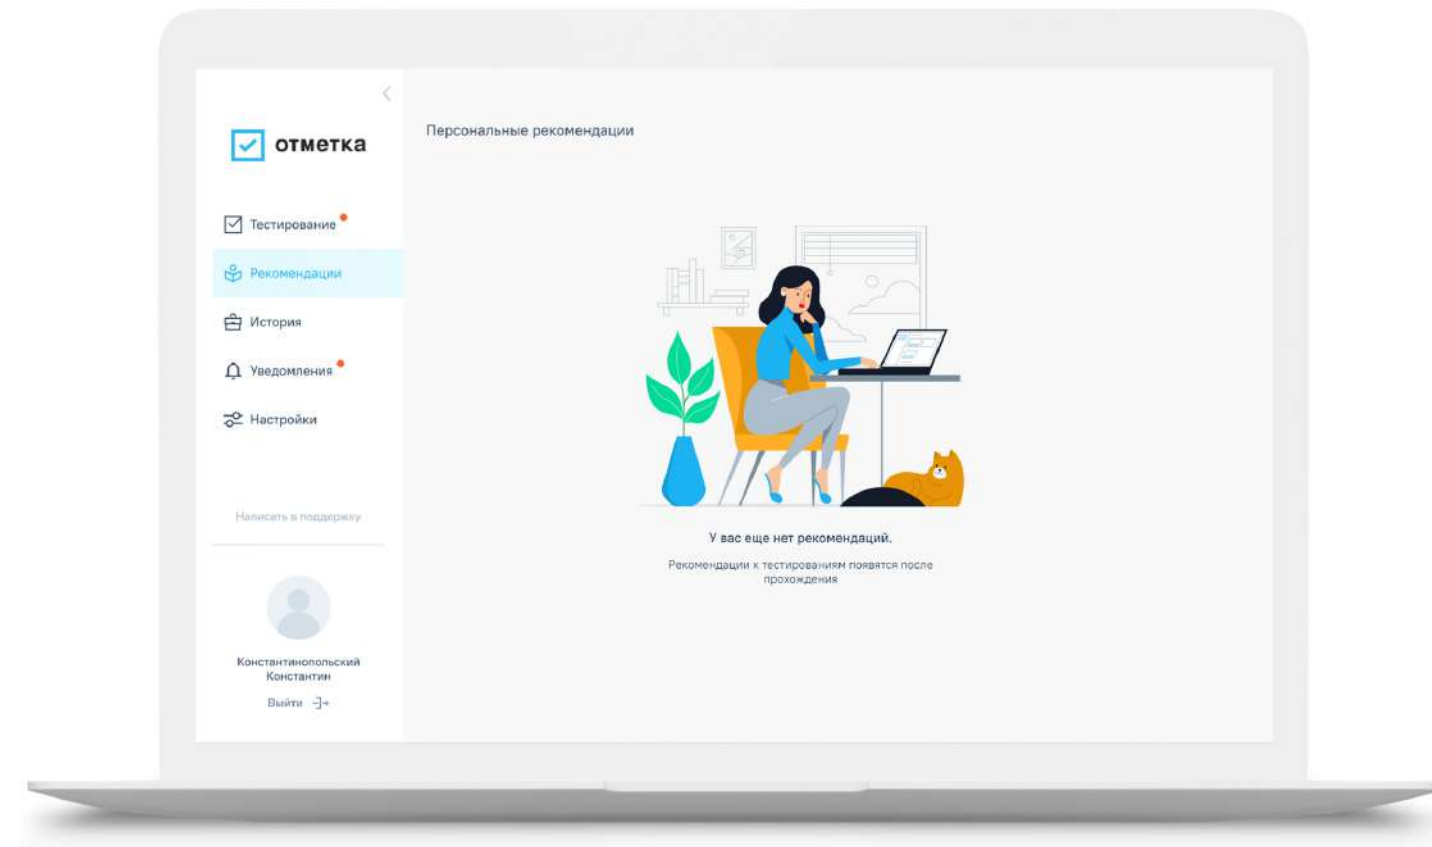 отметка
Тестирование
Рекомендации
История
Уведомления
Настройки
Написать в поддержку
Константинопольский
Константин
Выйти
Персональные рекомендации
У вас еще нет рекомендаций.
Рекомендации к тестированиям появятся после
прохождения